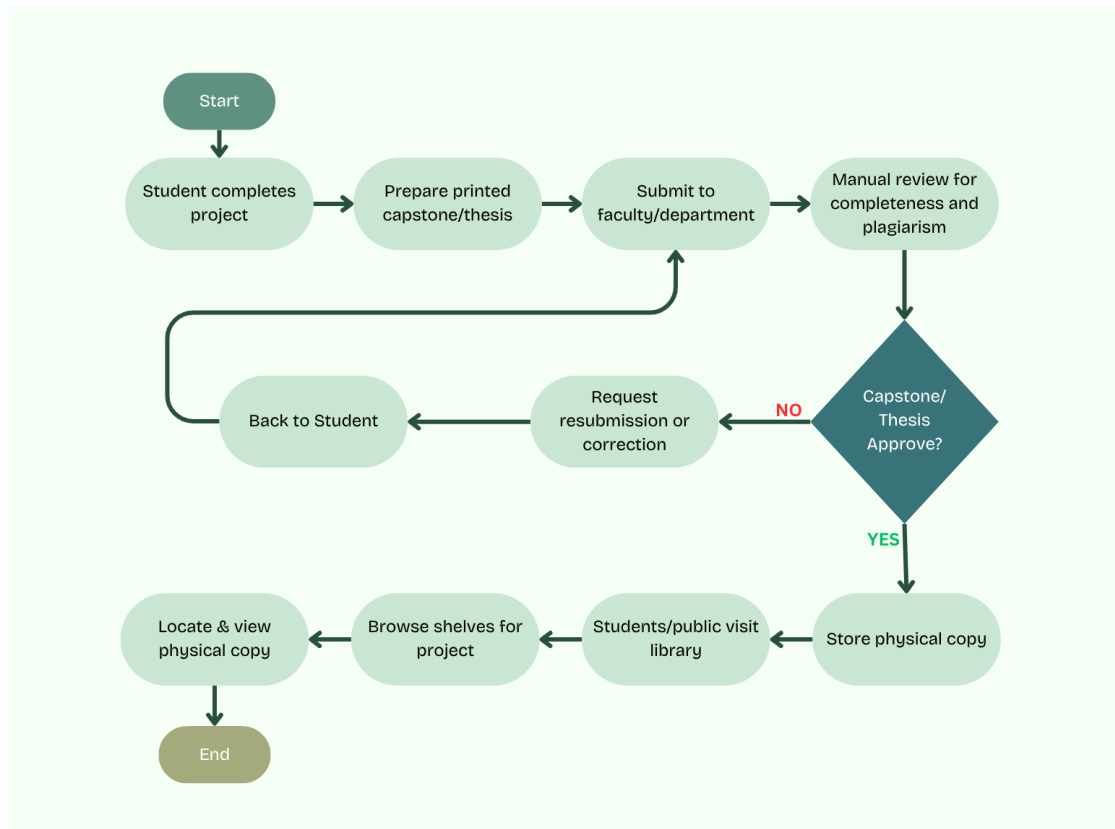 Start
Student completes
project
Prepare printed
capstone/thesis
Submit to
faculty/department
Manual review for
completeness and
plagiarism
Capstone/
Thesis
Approve?
NO
Request
resubmission or
correction
Back to Student
YES
Store physical copy
Students/public visit
library
Browse shelves for
project
Locate & view
physical copy
End